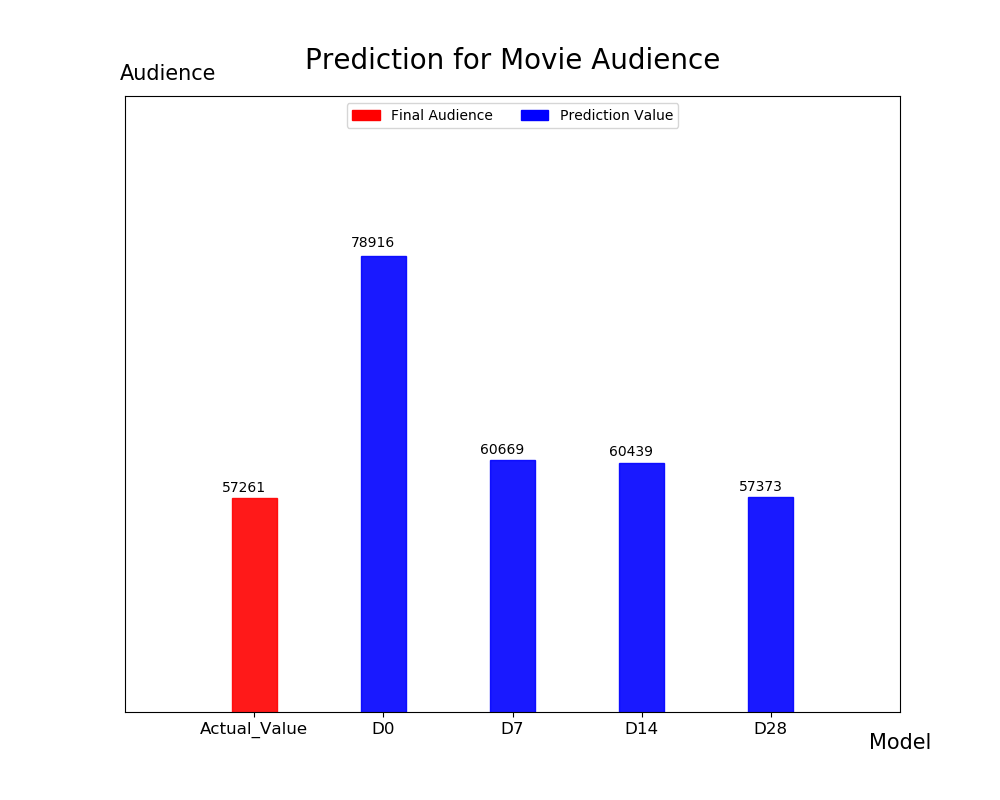 Prediction for Movie Audience
Audience
Final Audience
Prediction Value
78916
60669
60439
57373
57261
Actual_Value
D0
D7
D14
D28
Model